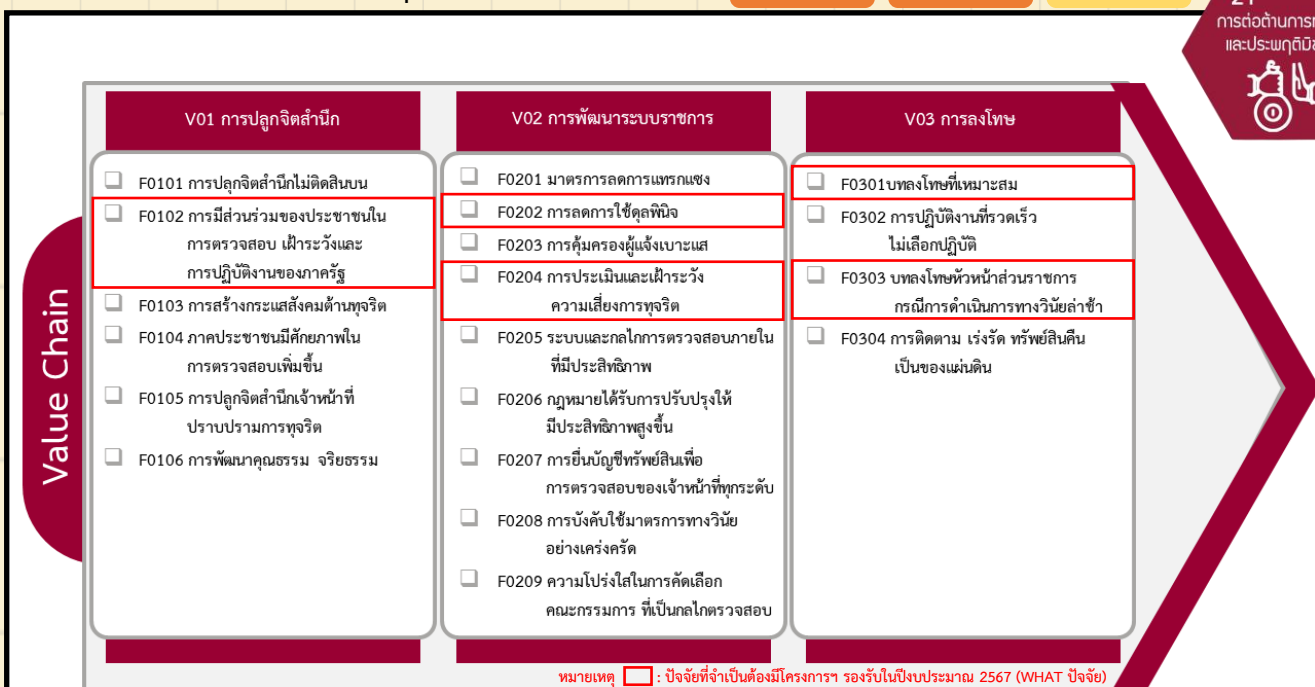 การต่อต้านการ
และประพฤติมิ
V01 การปลูกจิตสำนึก
F0101 การปลุกจิตสำนึกไม่ติดสินบน
F0102 การมีส่วนร่วมของประชาชนใน
การตรวจสอบ เฝ้าระวังและ
การปฏิบัติงานของภาครัฐ
F0103 การสร้างกระแสสังคมต้านทุจริต
F0104 ภาคประชาชนมีศักยภาพใน
การตรวจสอบเพิ่มขึ้น
F0105 การปลูกจิตสำนึกเจ้าหน้าที่
ปราบปรามการทุจริต
F0106 การพัฒนาคุณธรรม จริยธรรม
V02 การพัฒนาระบบราชการ
F0201 มาตรการลดการแทรกแซง
F0202 การลดการใช้ดุลพินิจ
F0203 การคุ้มครองผู้แจ้งเบาะแส
F0204 การประเมินและเฝ้าระวัง
ความเสี่ยงการทุจริต
F0205 ระบบและกลไกการตรวจสอบภายใน
ที่มีประสิทธิภาพ
F0206 กฎหมายได้รับการปรับปรุงให้
มีประสิทธิภาพสูงขึ้น
F0207 การยื่นบัญชีทรัพย์สินเพื่อ
การตรวจสอบของเจ้าหน้าที่ทุกระดับ
F0208 การบังคับใช้มาตรการทางวินัย
อย่างเคร่งครัด
F0209 ความโปร่งใสในการคัดเลือก
คณะกรรมการ ที่เป็นกลไกตรวจสอบ
V03 การลงโทษ
F0301บทลงโทษที่เหมาะสม
F0302 การปฏิบัติงานที่รวดเร็ว
ไม่เลือกปฏิบัติ
F0303 บทลงโทษหัวหน้าส่วนราชการ
กรณีการดำเนินการทางวินัยล่าช้า
F0304 การติดตาม เร่งรัด ทรัพย์สินคืน
เป็นของแผ่นดิน
Value Chain
หมายเหตุ : ปัจจัยที่จำเป็นต้องมีโครงการฯ รองรับในปีงบประมาณ 2567 (WHAT ปัจจัย)